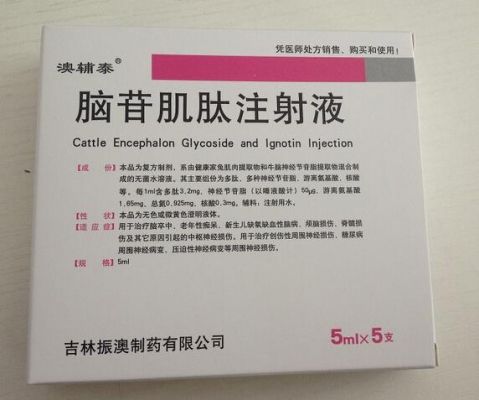 凭医师处方销售、购买和使用！
澳辅泰®
脑苷肌肽注射液
Cattle Encephalon Glycoside and Ignotin Injection
【成 份】本品为复方制剂，系由健康家兔肌肉提取物和牛脑神经节苷脂提取物混合制
成的无菌水溶液。其主要组份为多肽、多种神经节苷脂、游离氨基酸、核酸
等。每1ml含多肽3.2mg、神经节苷脂（以唾液酸计）50μg、游离氨基酸
1.65mg、总氮0.925mg、核酸0.3mg。辅料：注射用水。
【性 状】本品为无色或微黄色澄明液体。
【适应症】用于治疗脑卒中、老年性痴呆、新生儿缺氧缺血性脑病、颅脑损伤、脊髓损
伤及其它原因引起的中枢神经损伤。用于治疗创伤性周围神经损伤、糖尿病
周围神经病变、压迫性神经病变等周围神经损伤。
【规 格】5ml
5ml×5支
吉林振澳制药有限公司